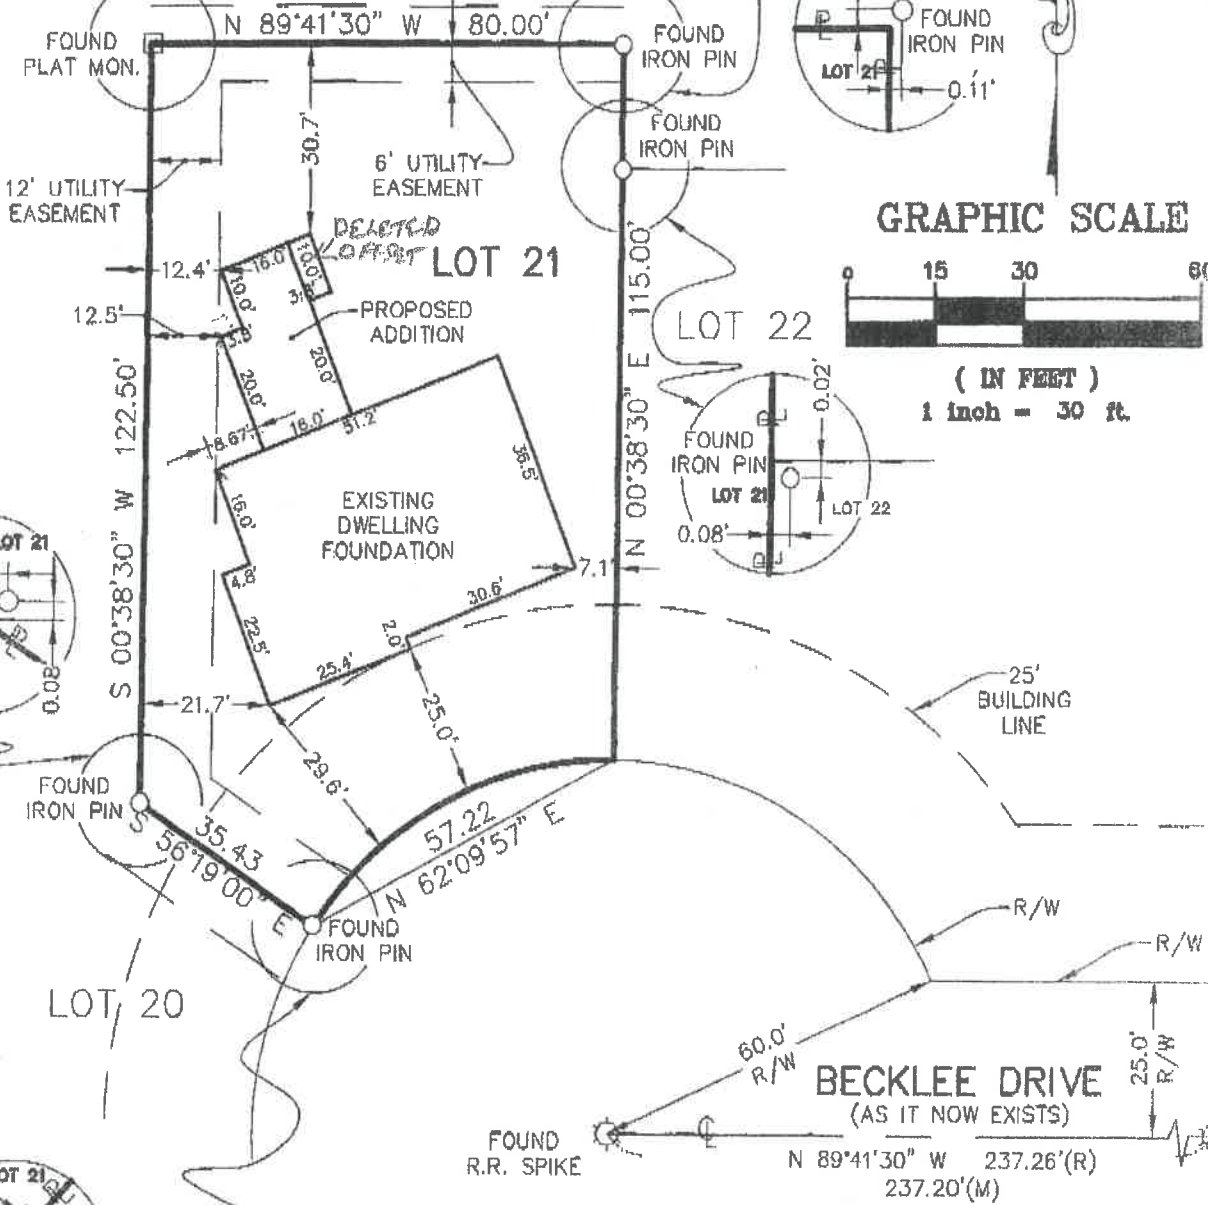 N 89°41'30" W 80.00'
FOUND
PLAT MON.
FOUND
IRON PIN
FOUND
IRON PIN
LOT 21
0.11'
FOUND
IRON PIN
30.7'
6' UTILITY
EASEMENT
12' UTILITY
EASEMENT
GRAPHIC SCALE
0 15 30 60
( IN FEET )
1 inch = 30 ft.
DELETED
OFFSET
LOT 21
12.4'
16.0'
10.0'
10.0'
12.5'
3.8'
PROPOSED
ADDITION
20.0'
20.0'
8.67'
16.0'
51.2'
LOT 22
S 00°38'30" W 122.50'
N 00°38'30" E 115.00'
0.02'
FOUND
IRON PIN
LOT 21
LOT 22
0.08'
PL
PL
EXISTING
DWELLING
FOUNDATION
36.5'
16.0'
4.8'
22.5'
7.1'
30.6'
2.0'
25.4'
21.7'
25.0'
29.6'
LOT 21
PL
0.08
25'
BUILDING
LINE
FOUND
IRON PIN
35.43
S 56°19'00" E
57.22
N 62°09'57" E
FOUND
IRON PIN
R/W
R/W
LOT 20
60.0'
R/W
BECKLEE DRIVE
(AS IT NOW EXISTS)
25.0'
R/W
FOUND
R.R. SPIKE
CL
N 89°41'30" W 237.26'(R)
237.20'(M)
PL